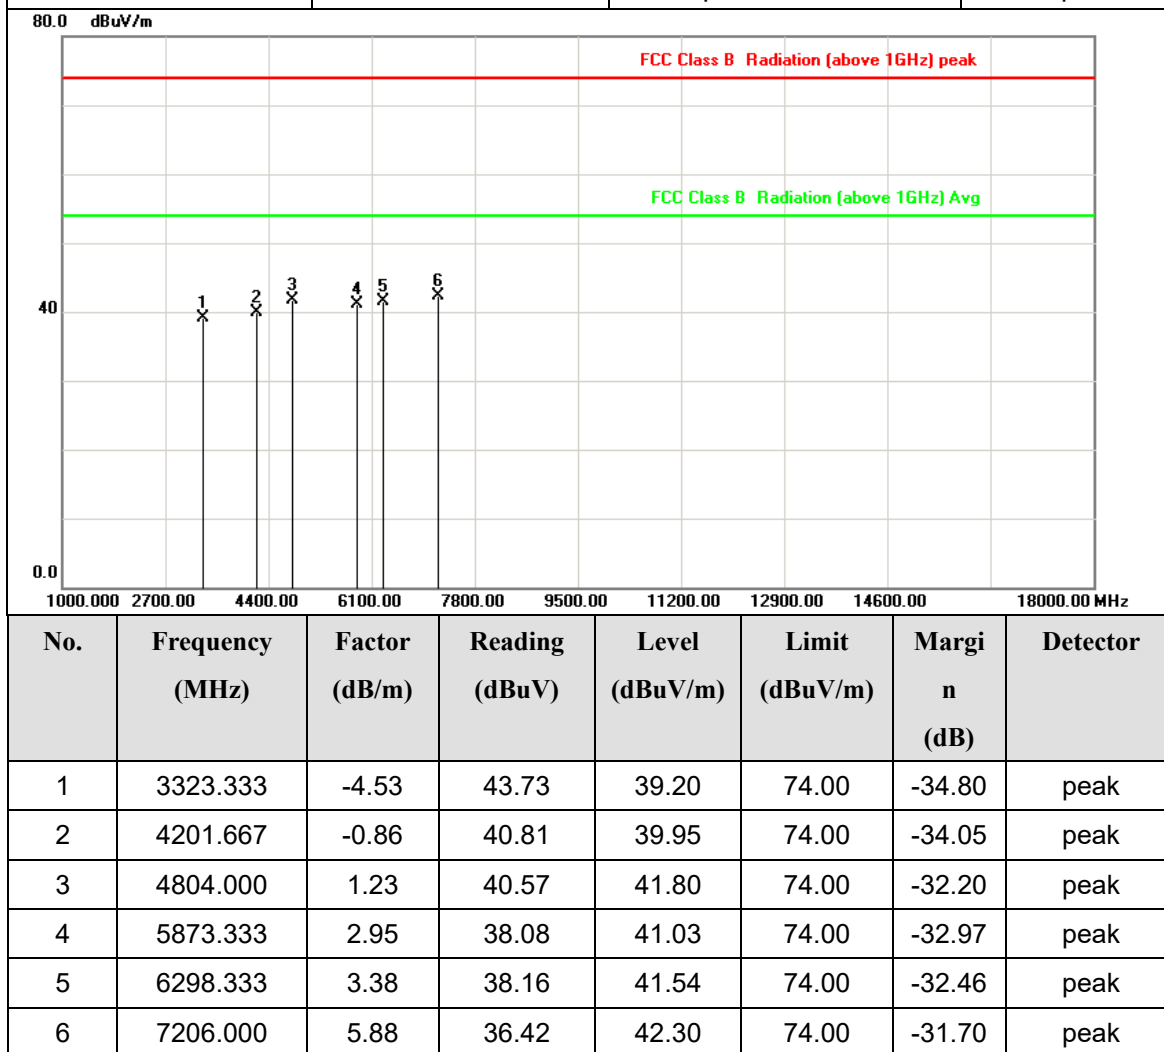 80.0 dBuV/m
FCC Class B Radiation (above 1GHz) peak
FCC Class B Radiation (above 1GHz) Avg
1 2 3 4 5 6
40
0.0
1000.000 2700.00 4400.00 6100.00 7800.00 9500.00 11200.00 12900.00 14600.00 18000.00 MHz
No. Frequency (MHz) Factor (dB/m) Reading (dBuV) Level (dBuV/m) Limit (dBuV/m) Margi n (dB) Detector
1 3323.333 -4.53 43.73 39.20 74.00 -34.80 peak
2 4201.667 -0.86 40.81 39.95 74.00 -34.05 peak
3 4804.000 1.23 40.57 41.80 74.00 -32.20 peak
4 5873.333 2.95 38.08 41.03 74.00 -32.97 peak
5 6298.333 3.38 38.16 41.54 74.00 -32.46 peak
6 7206.000 5.88 36.42 42.30 74.00 -31.70 peak